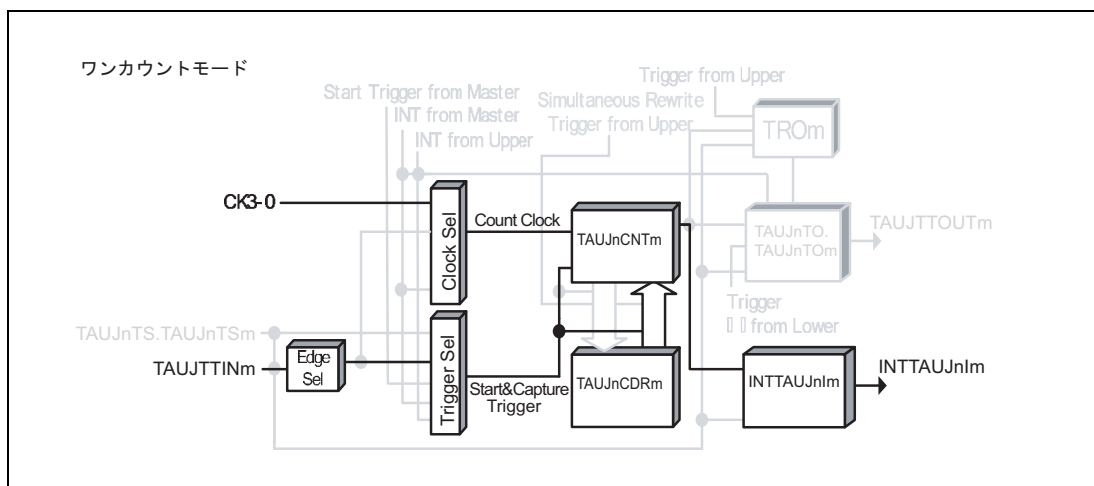 ワンカウントモード
Trigger from Upper
Start Trigger from Master
INT from Master
INT from Upper
Simultaneous Rewrite
Trigger from Upper
TROm
CK3-0
Clock Sel
Count Clock
TAUJnCNTm
TAUJnTO.
TAUJnTOm
TAUJTTOUTm
Trigger
from Lower
TAUJnTS.TAUJnTSm
TAUJTTINm
Edge
Sel
Trigger Sel
Start&Capture
Trigger
TAUJnCDRm
INTTAUJnIm
INTTAUJnIm